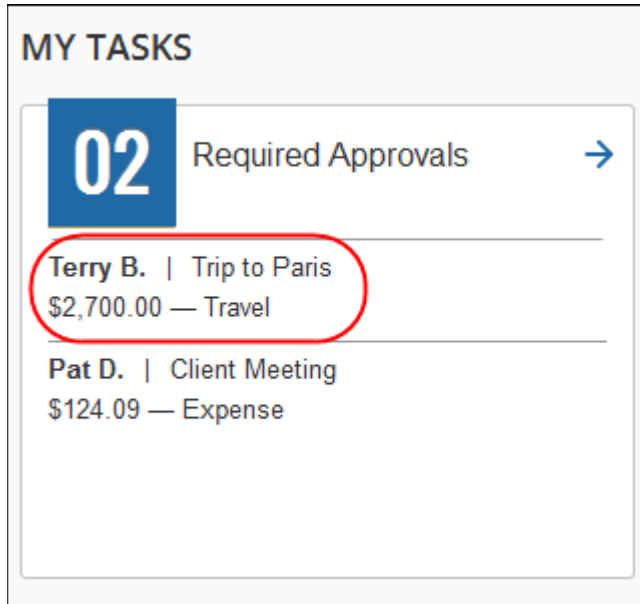 MY TASKS
02 Required Approvals
Terry B. | Trip to Paris
$2,700.00 — Travel
Pat D. | Client Meeting
$124.09 — Expense